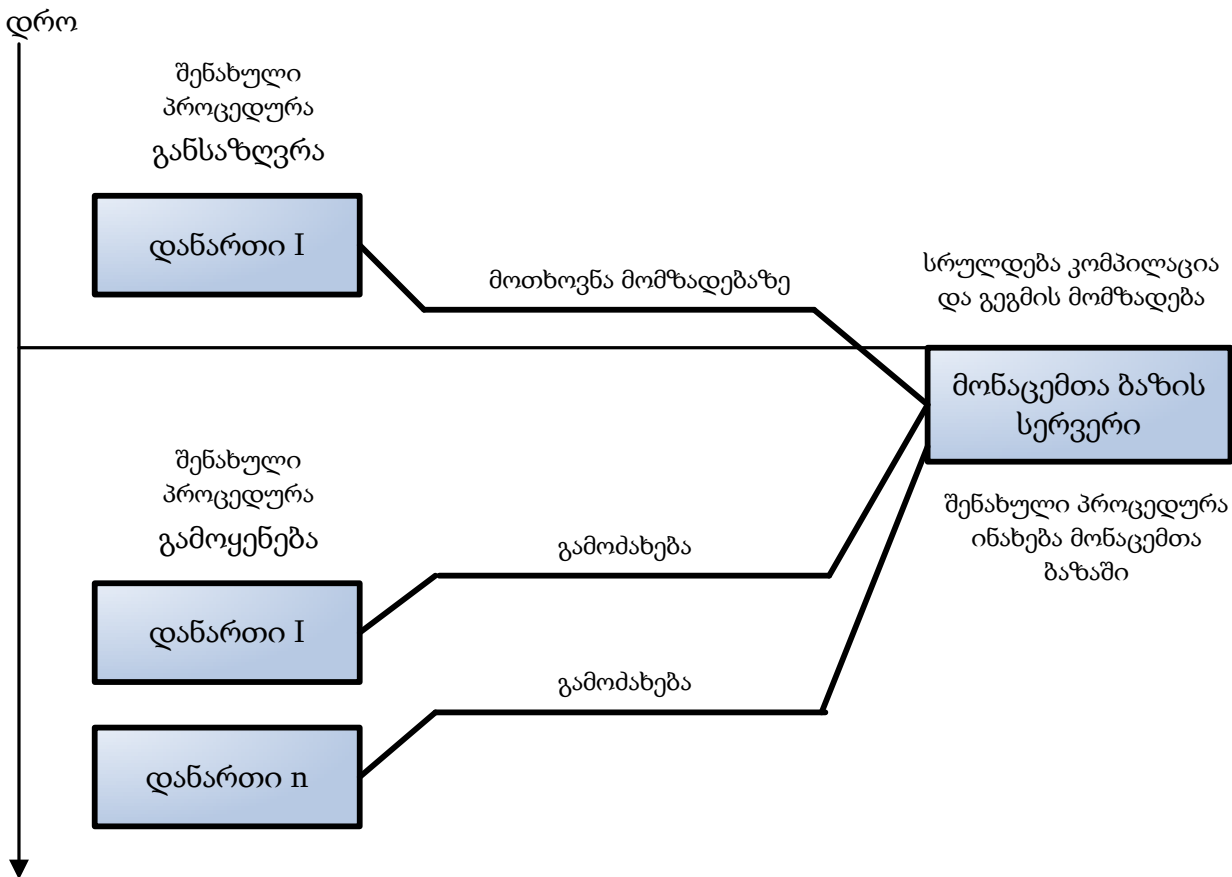 დრო
შენახული
პროცედურა
განსაზღვრა
დანართი I
მოთხოვნა მომზადებაზე
სრულდება კომპილაცია
და გეგმის მომზადება
მონაცემთა ბაზის
სერვერი
შენახული პროცედურა
ინახება მონაცემთა
ბაზაში
შენახული
პროცედურა
გამოყენება
დანართი I
გამოძახება
გამოძახება
დანართი n